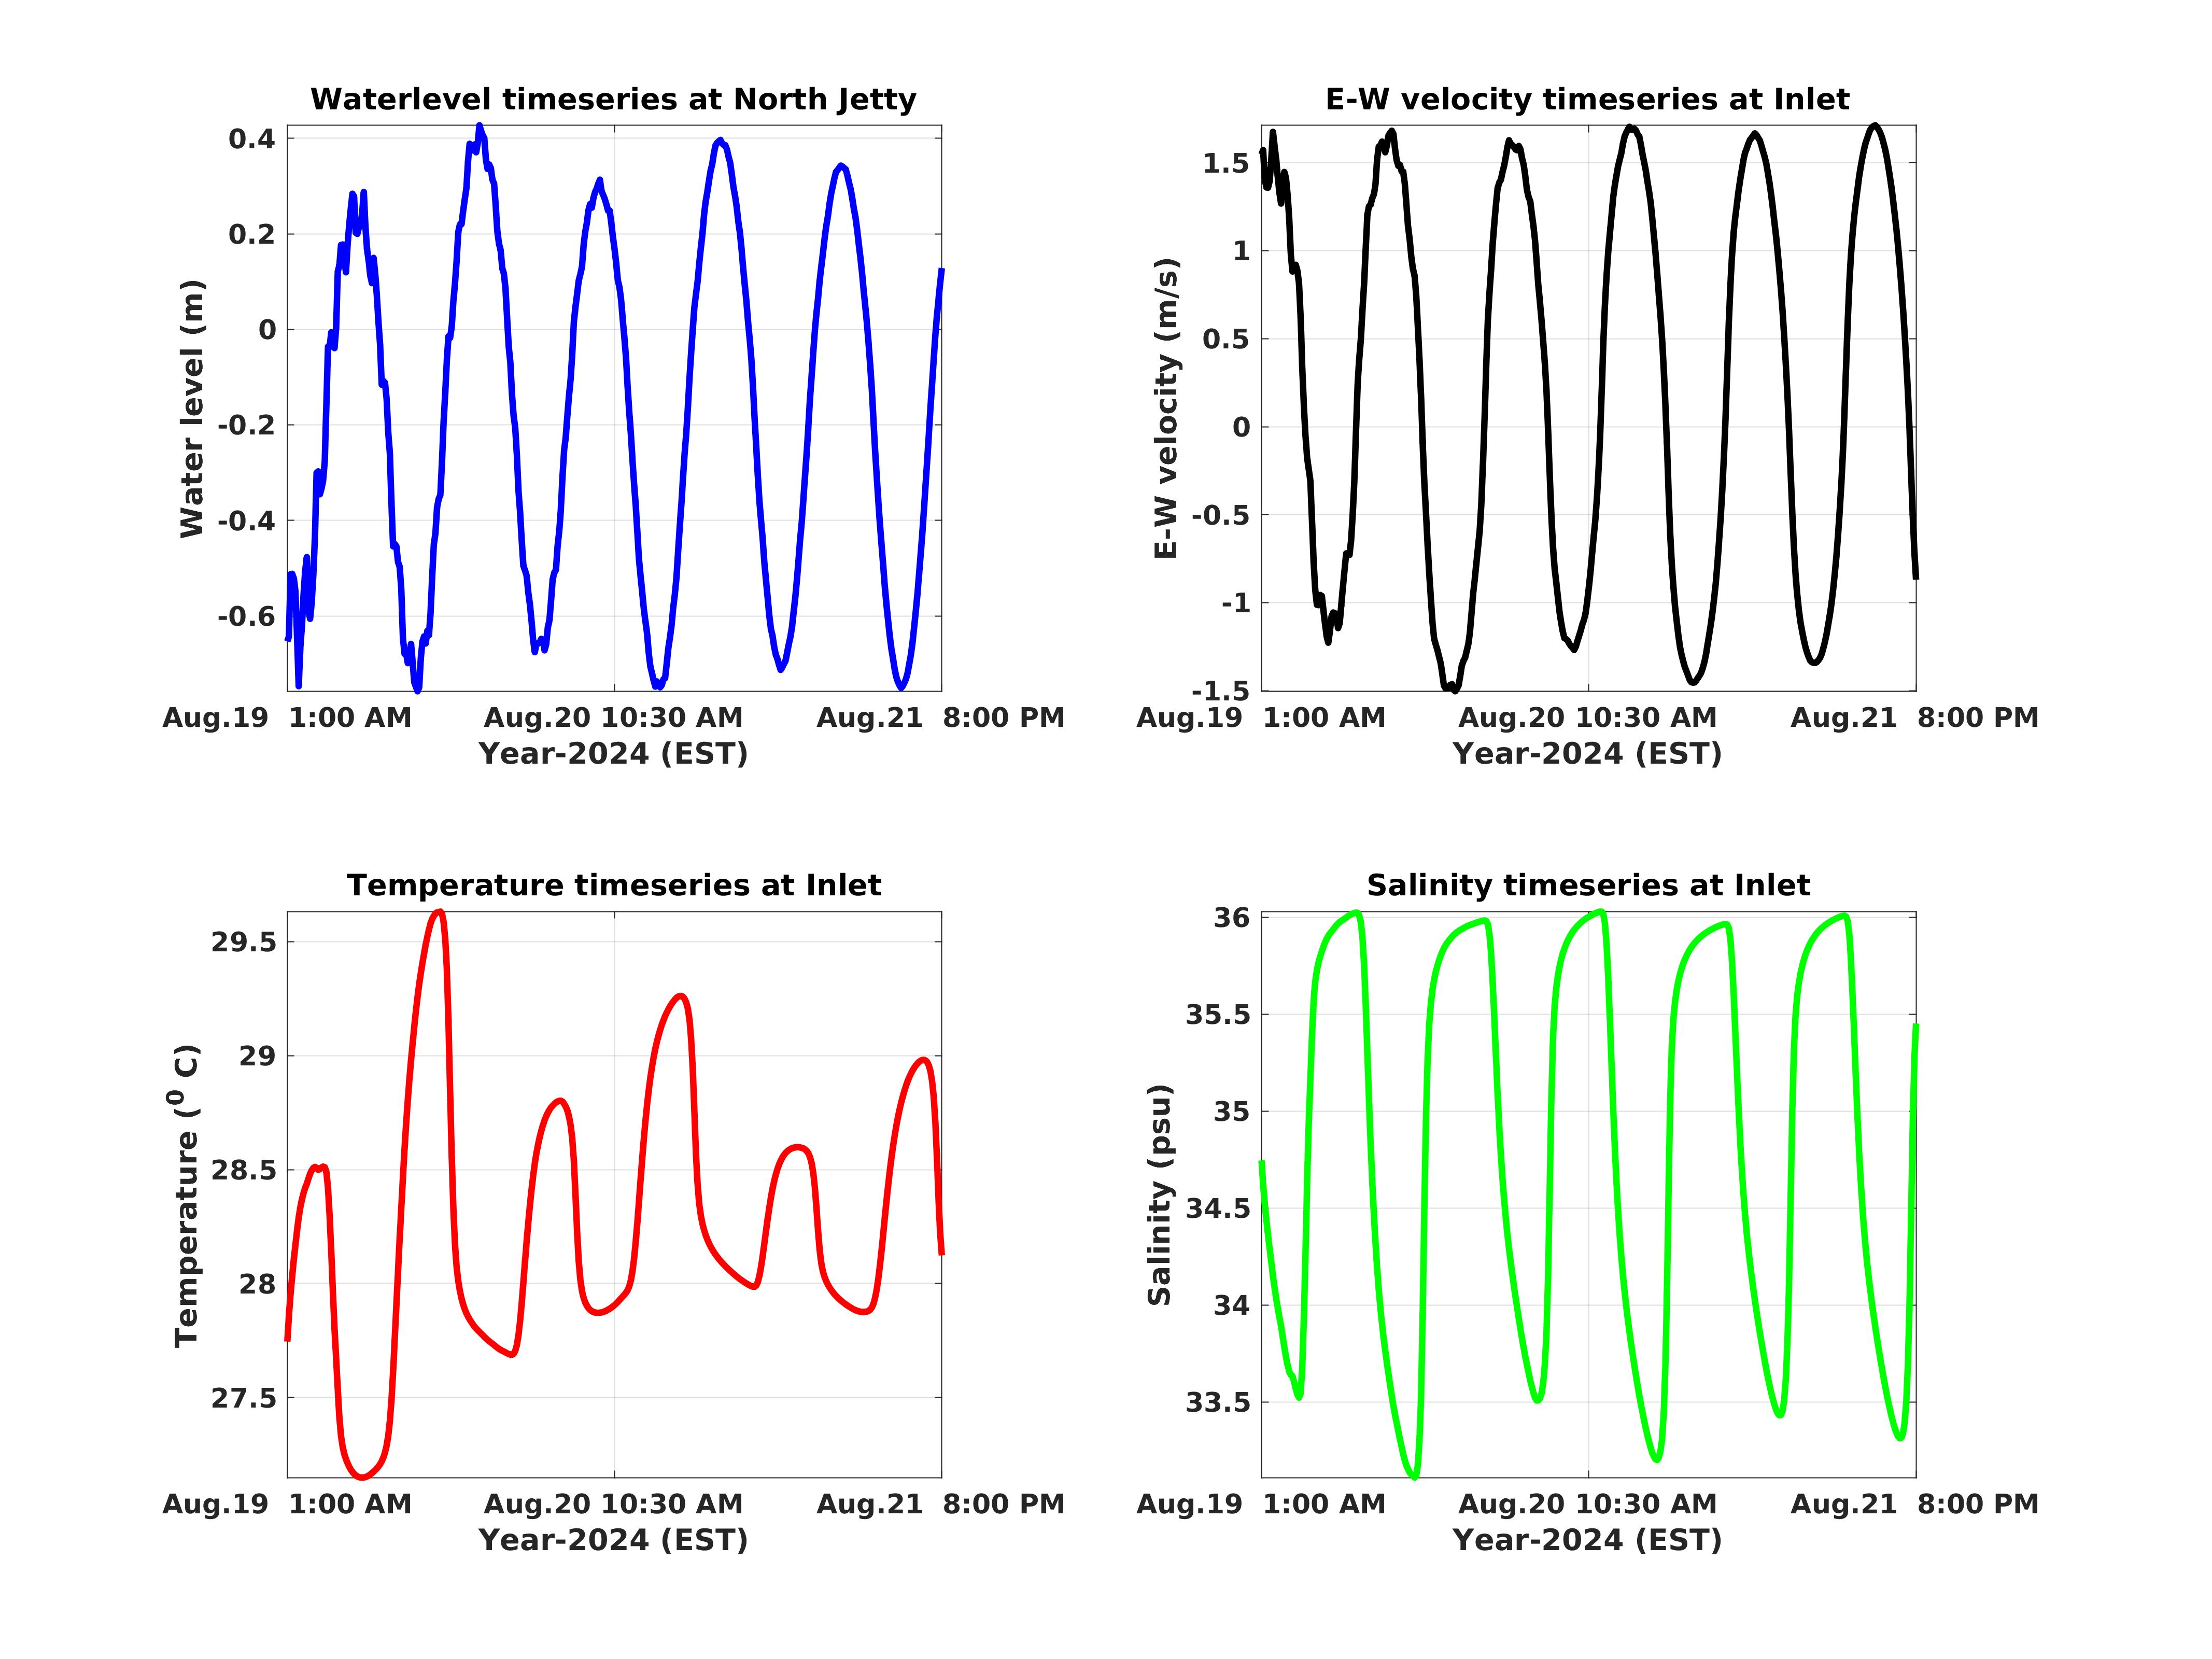 Waterlevel timeseries at North Jetty
0.4
0.2
0
-0.2
-0.4
-0.6
Water level (m)
Aug.19 1:00 AM
Aug.20 10:30 AM
Aug.21 8:00 PM
Year-2024 (EST)
E-W velocity timeseries at Inlet
1.5
1
0.5
0
-0.5
-1
-1.5
E-W velocity (m/s)
Aug.19 1:00 AM
Aug.20 10:30 AM
Aug.21 8:00 PM
Year-2024 (EST)
Temperature timeseries at Inlet
29.5
29
28.5
28
27.5
Temperature (⁰ C)
Aug.19 1:00 AM
Aug.20 10:30 AM
Aug.21 8:00 PM
Year-2024 (EST)
Salinity timeseries at Inlet
36
35.5
35
34.5
34
33.5
Salinity (psu)
Aug.19 1:00 AM
Aug.20 10:30 AM
Aug.21 8:00 PM
Year-2024 (EST)